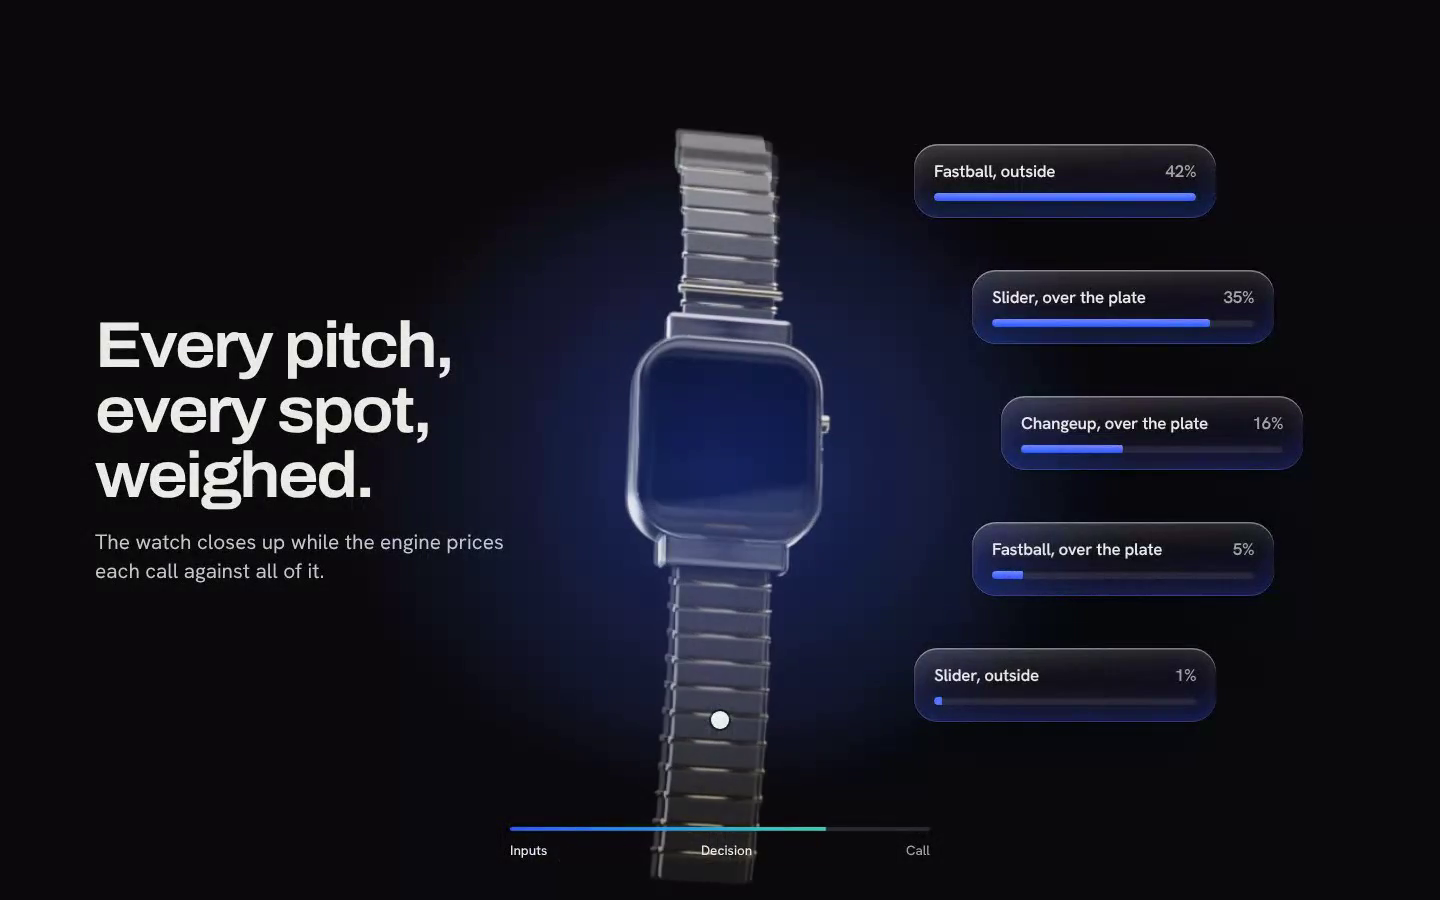 Every pitch,
every spot,
weighed.
The watch closes up while the engine prices
each call against all of it.
Fastball, outside 42%
Slider, over the plate 35%
Changeup, over the plate 16%
Fastball, over the plate 5%
Slider, outside 1%
Inputs Decision Call